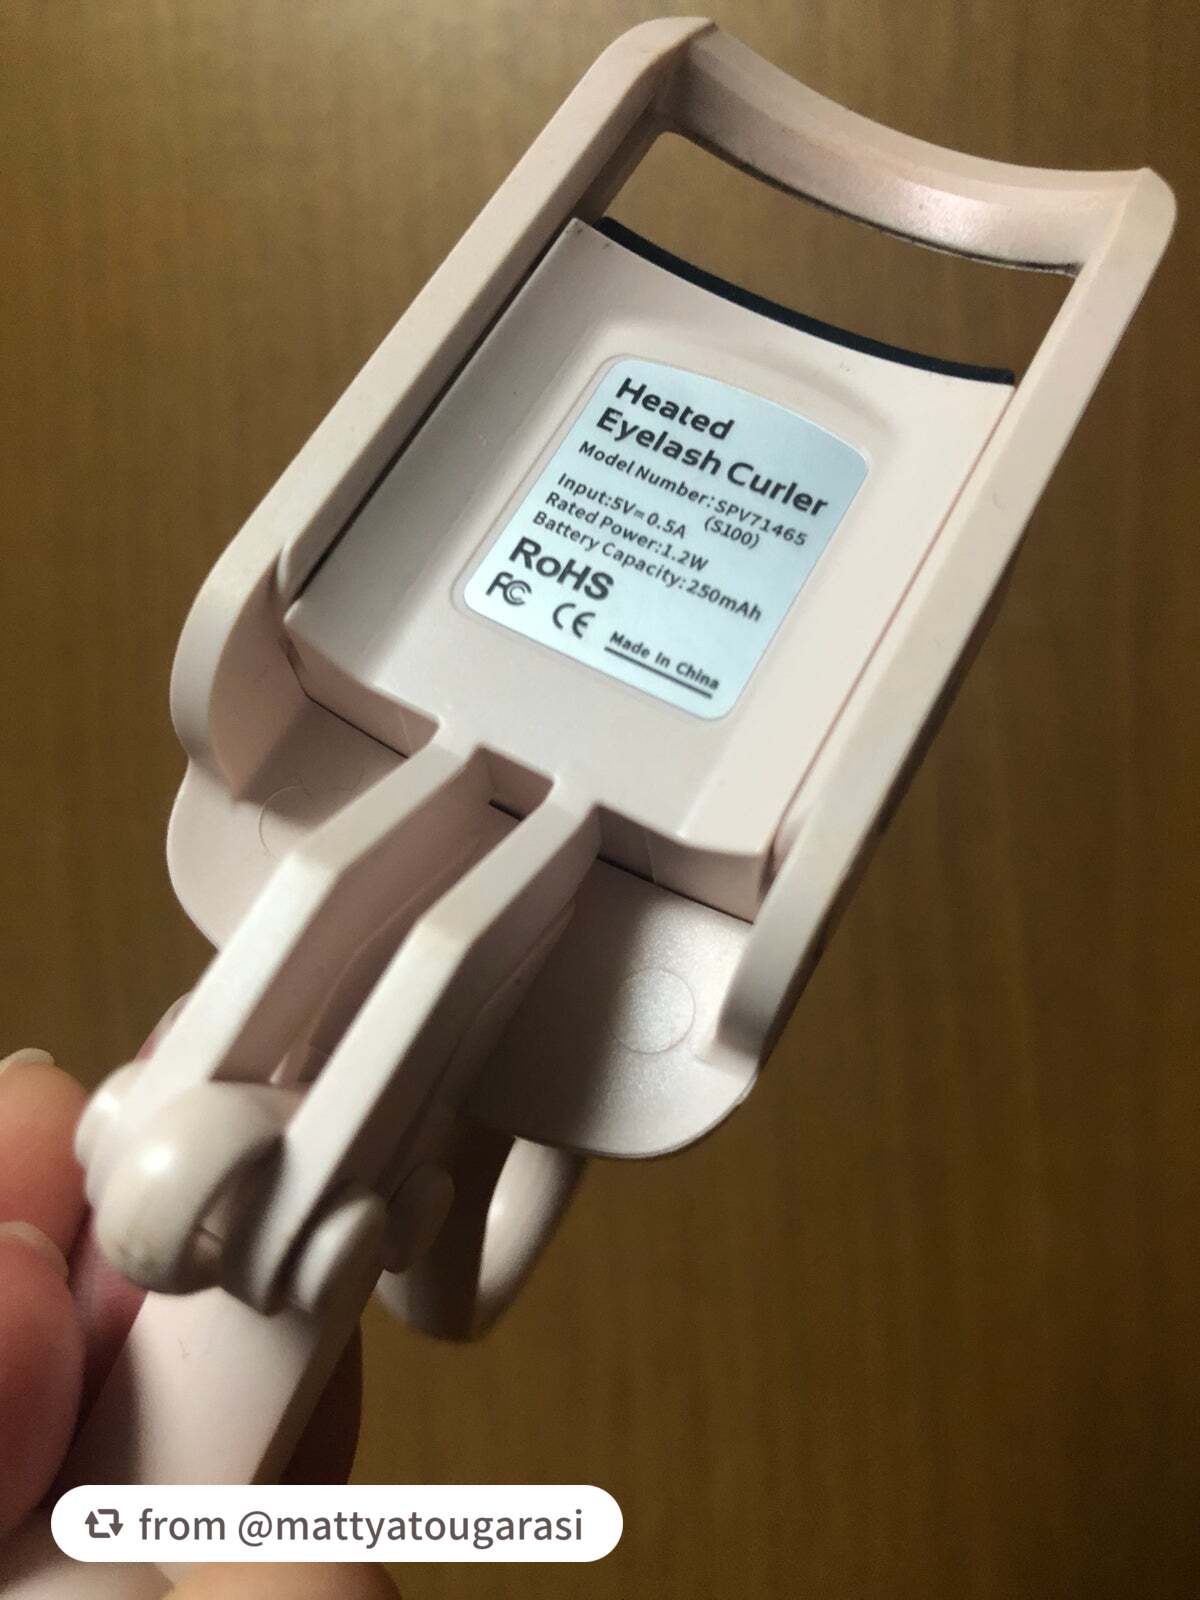 Heated
Eyelash Curler
Model Number: SPV71465
(S100)
Input:5V=0.5A
Rated Power:1.2W
Battery Capacity:250mAh
RoHS
FC CE
Made In China
from @mattyatougarasi